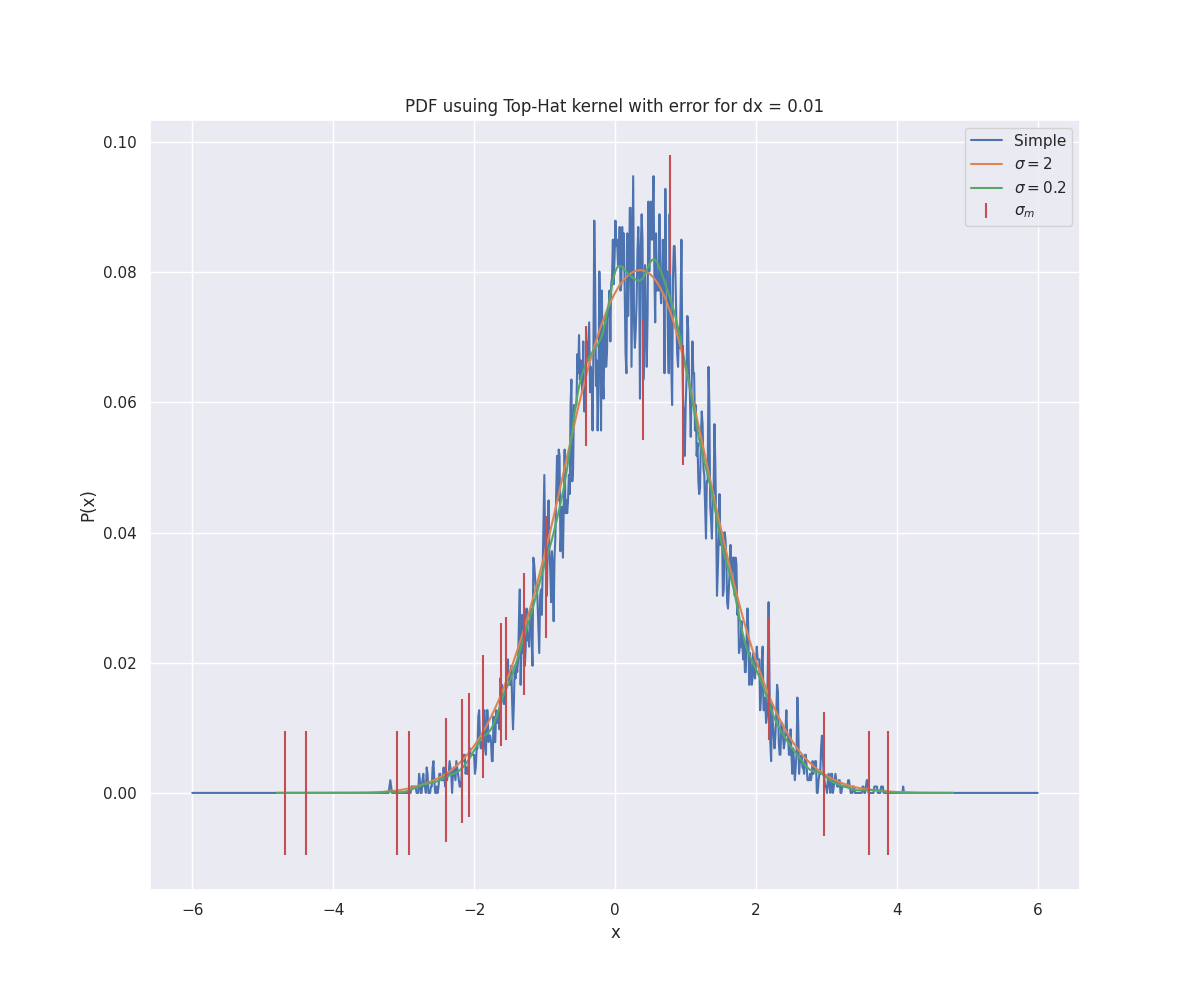 PDF usuing Top-Hat kernel with error for dx = 0.01
Simple
σ = 2
σ = 0.2
σm
0.10
0.08
0.06
0.04
0.02
0.00
P(x)
−6 −4 −2 0 2 4 6
x